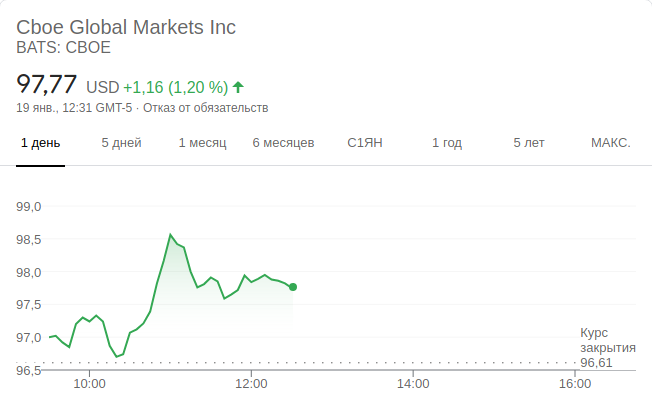 Cboe Global Markets Inc
BATS: CBOE
97,77 USD +1,16 (1,20 %)
19 янв., 12:31 GMT-5 · Отказ от обязательств
1 день 5 дней 1 месяц 6 месяцев С1ЯН 1 год 5 лет МАКС.
99,0
98,5
98,0
97,5
97,0
96,5
Курс
закрытия
96,61
10:00 12:00 14:00 16:00